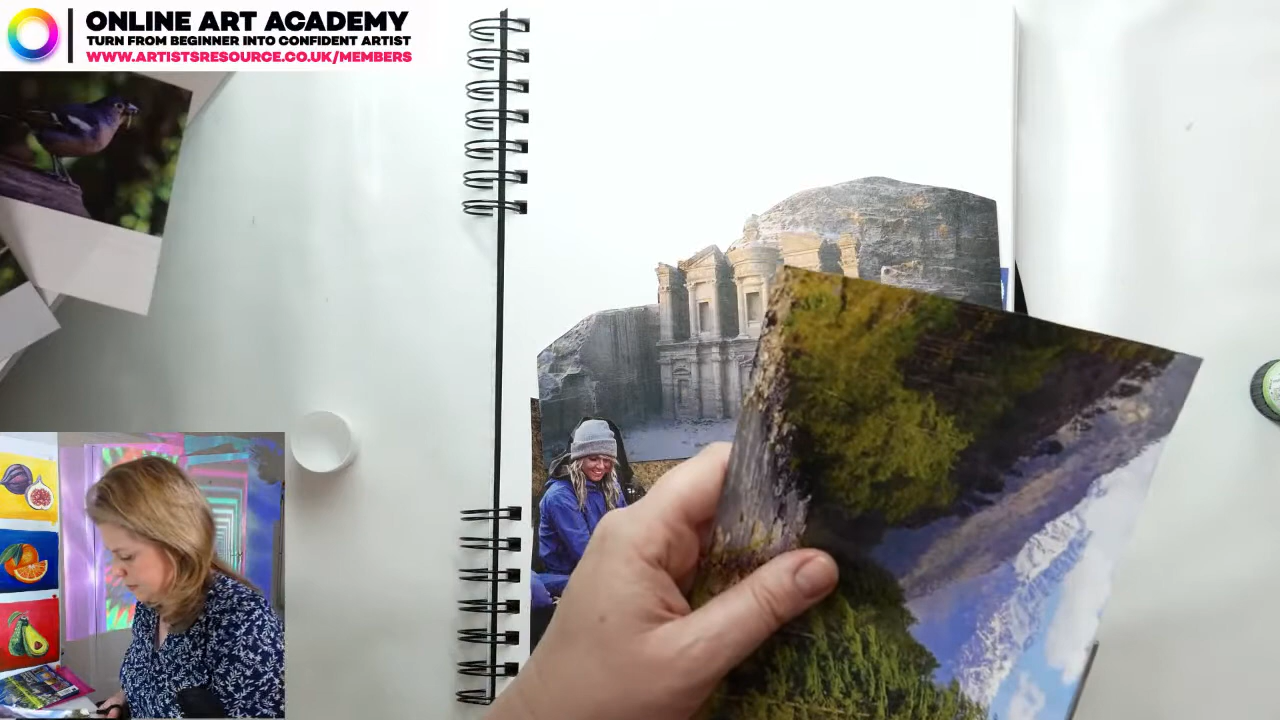 ONLINE ART ACADEMY
TURN FROM BEGINNER INTO CONFIDENT ARTIST
WWW.ARTISTSRESOURCE.CO.UK/MEMBERS